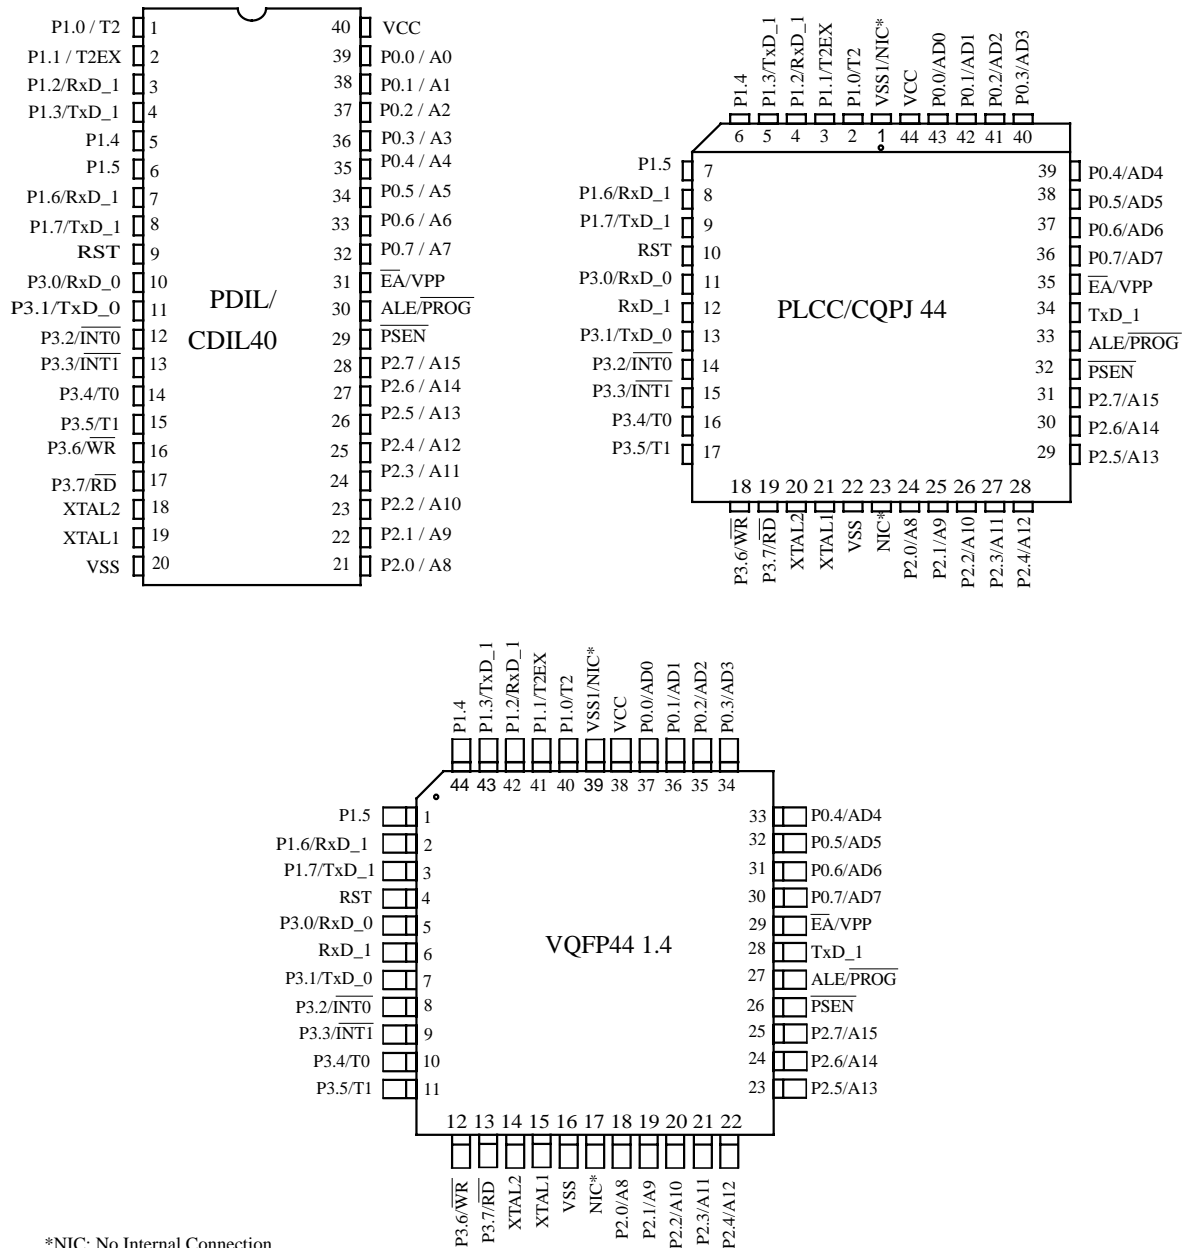 P1.0 / T2 1 40 VCC
P1.1 / T2EX 2 39 P0.0 / A0
P1.2/RxD_1 3 38 P0.1 / A1
P1.3/TxD_1 4 37 P0.2 / A2
P1.4 5 36 P0.3 / A3
P1.5 6 35 P0.4 / A4
P1.6/RxD_1 7 34 P0.5 / A5
P1.7/TxD_1 8 33 P0.6 / A6
RST 9 32 P0.7 / A7
P3.0/RxD_0 10 31 E̅A̅/VPP
P3.1/TxD_0 11 30 ALE/P̅R̅O̅G̅
P3.2/I̅N̅T̅0̅ 12 29 P̅S̅E̅N̅
P3.3/I̅N̅T̅1̅ 13 28 P2.7 / A15
P3.4/T0 14 27 P2.6 / A14
P3.5/T1 15 26 P2.5 / A13
P3.6/W̅R̅ 16 25 P2.4 / A12
P3.7/R̅D̅ 17 24 P2.3 / A11
XTAL2 18 23 P2.2 / A10
XTAL1 19 22 P2.1 / A9
VSS 20 21 P2.0 / A8
PDIL/
CDIL40
P1.4 P1.3/TxD_1 P1.2/RxD_1 P1.1/T2EX P1.0/T2 VSS1/NIC* VCC P0.0/AD0 P0.1/AD1 P0.2/AD2 P0.3/AD3
6 5 4 3 2 1 44 43 42 41 40
P1.5 7 39 P0.4/AD4
P1.6/RxD_1 8 38 P0.5/AD5
P1.7/TxD_1 9 37 P0.6/AD6
RST 10 36 P0.7/AD7
P3.0/RxD_0 11 35 E̅A̅/VPP
RxD_1 12 34 TxD_1
P3.1/TxD_0 13 33 ALE/P̅R̅O̅G̅
P3.2/I̅N̅T̅0̅ 14 32 P̅S̅E̅N̅
P3.3/I̅N̅T̅1̅ 15 31 P2.7/A15
P3.4/T0 16 30 P2.6/A14
P3.5/T1 17 29 P2.5/A13
PLCC/CQPJ 44
18 19 20 21 22 23 24 25 26 27 28
P3.6/W̅R̅ P3.7/R̅D̅ XTAL2 XTAL1 VSS NIC* P2.0/A8 P2.1/A9 P2.2/A10 P2.3/A11 P2.4/A12
P1.4 P1.3/TxD_1 P1.2/RxD_1 P1.1/T2EX P1.0/T2 VSS1/NIC* VCC P0.0/AD0 P0.1/AD1 P0.2/AD2 P0.3/AD3
44 43 42 41 40 39 38 37 36 35 34
P1.5 1 33 P0.4/AD4
P1.6/RxD_1 2 32 P0.5/AD5
P1.7/TxD_1 3 31 P0.6/AD6
RST 4 30 P0.7/AD7
P3.0/RxD_0 5 29 E̅A̅/VPP
RxD_1 6 28 TxD_1
P3.1/TxD_0 7 27 ALE/P̅R̅O̅G̅
P3.2/I̅N̅T̅0̅ 8 26 P̅S̅E̅N̅
P3.3/I̅N̅T̅1̅ 9 25 P2.7/A15
P3.4/T0 10 24 P2.6/A14
P3.5/T1 11 23 P2.5/A13
VQFP44 1.4
12 13 14 15 16 17 18 19 20 21 22
P3.6/W̅R̅ P3.7/R̅D̅ XTAL2 XTAL1 VSS NIC* P2.0/A8 P2.1/A9 P2.2/A10 P2.3/A11 P2.4/A12
*NIC: No Internal Connection